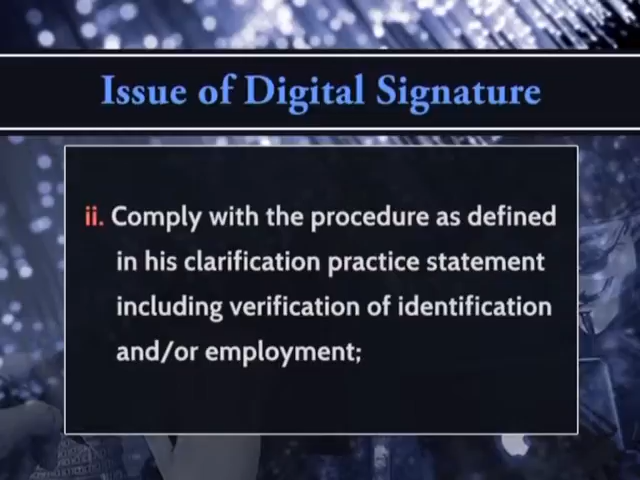 Issue of Digital Signature
ii. Comply with the procedure as defined
in his clarification practice statement
including verification of identification
and/or employment;